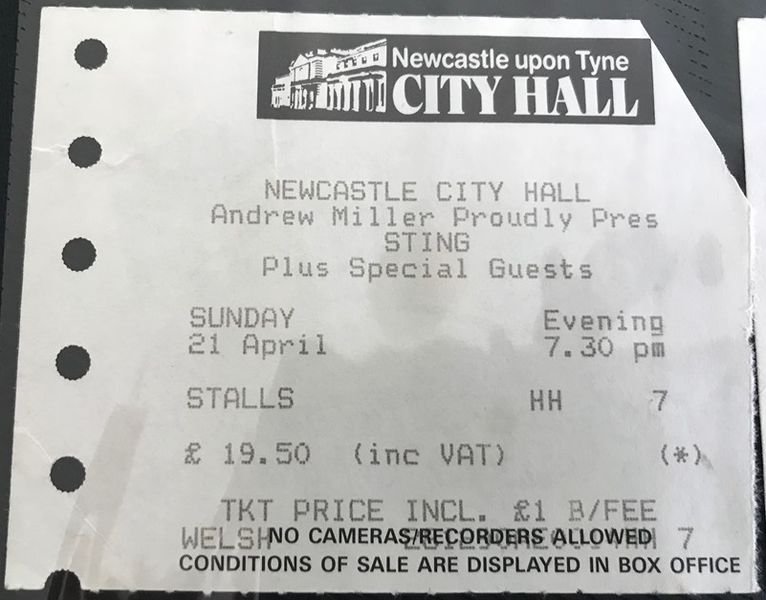 Newcastle upon Tyne
CITY HALL
NEWCASTLE CITY HALL
Andrew Miller Proudly Pres
STING
Plus Special Guests
SUNDAY Evening
21 April 7.30 pm
STALLS HH 7
£ 19.50 (inc VAT) (*)
TKT PRICE INCL. £1 B/FEE
WELSH 7
NO CAMERAS/RECORDERS ALLOWED
CONDITIONS OF SALE ARE DISPLAYED IN BOX OFFICE